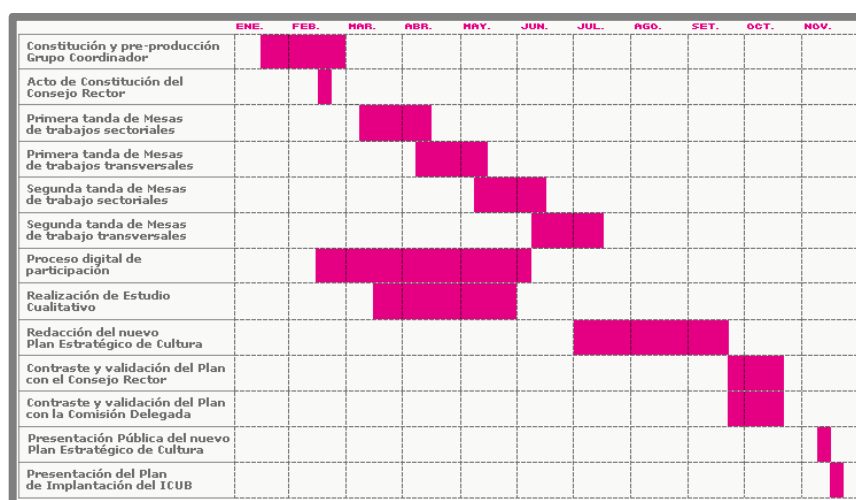 ENE. FEB. MAR. ABR. MAY. JUN. JUL. AGO. SET. OCT. NOV.
Constitución y pre-producción
Grupo Coordinador
Acto de Constitución del
Consejo Rector
Primera tanda de Mesas
de trabajos sectoriales
Primera tanda de Mesas
de trabajos transversales
Segunda tanda de Mesas
de trabajo sectoriales
Segunda tanda de Mesas
de trabajo transversales
Proceso digital de
participación
Realización de Estudio
Cualitativo
Redacción del nuevo
Plan Estratégico de Cultura
Contraste y validación del Plan
con el Consejo Rector
Contraste y validación del Plan
con la Comisión Delegada
Presentación Pública del nuevo
Plan Estratégico de Cultura
Presentación del Plan
de Implantación del ICUB